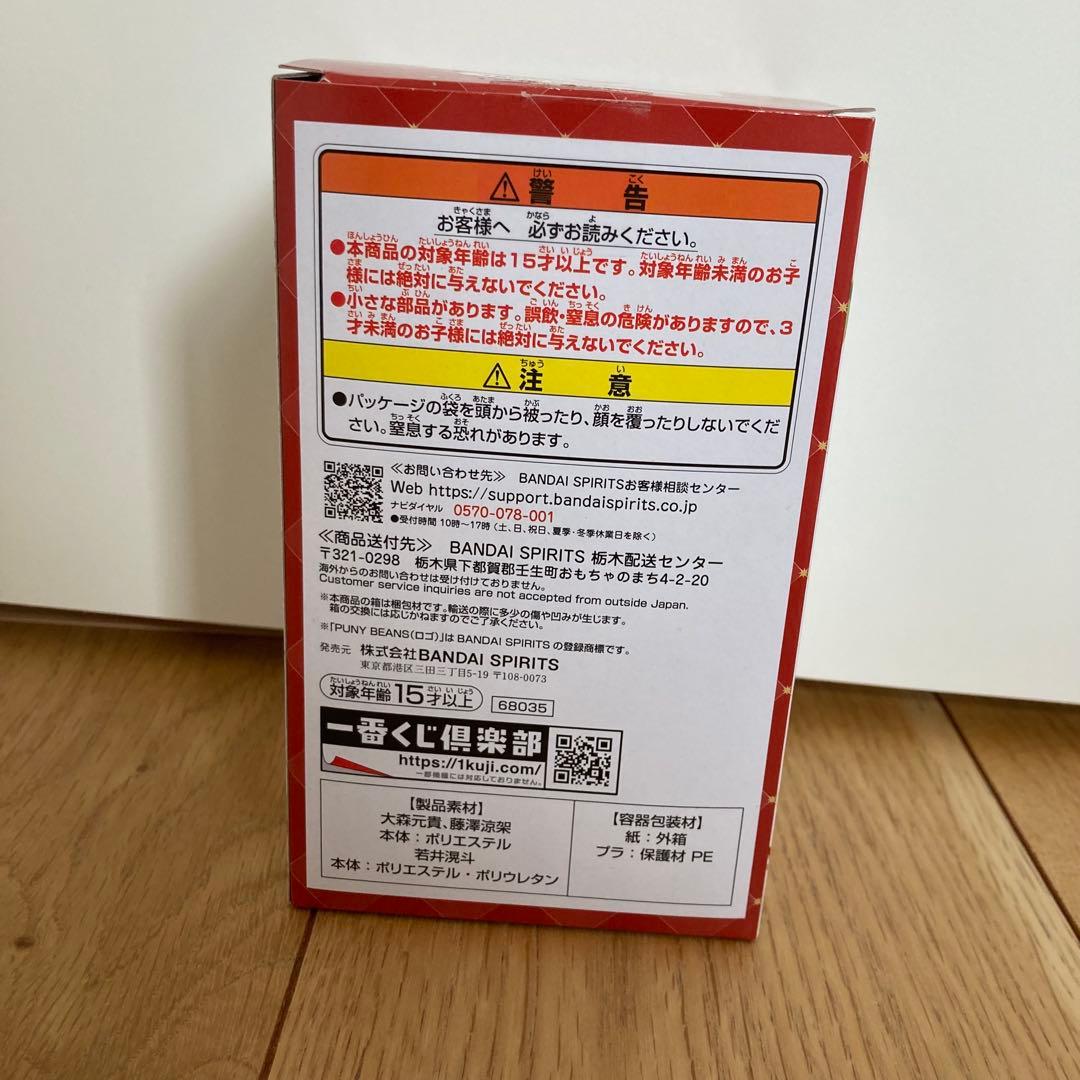 ⚠警告
お客様へ 必ずお読みください。
●本商品の対象年齢は15才以上です。対象年齢未満のお子
様には絶対に与えないでください。
●小さな部品があります。誤飲・窒息の危険がありますので、3
才未満のお子様には絶対に与えないでください。
⚠注意
●パッケージの袋を頭から被ったり、顔を覆ったりしないでくだ
さい。窒息する恐れがあります。
≪お問い合わせ先≫ BANDAI SPIRITSお客様相談センター
Web https://support.bandaispirits.co.jp
ナビダイヤル 0570-078-001
●受付時間 10時~17時(土、日、祝日、夏季・冬季休業日を除く)
≪商品送付先≫ BANDAI SPIRITS 栃木配送センター
〒321-0298 栃木県下都賀郡壬生町おもちゃのまち4-2-20
海外からのお問い合わせは受け付けておりません。
Customer service inquiries are not accepted from outside Japan.
※本商品の箱は梱包材です。輸送の際に多少の傷や凹みが生じます。
箱の交換には応じかねますのでご了承ください。
※「PUNY BEANS(ロゴ)」は BANDAI SPIRITS の登録商標です。
発売元 株式会社BANDAI SPIRITS
東京都港区三田三丁目5-19 〒108-0073
対象年齢 15才以上 68035
一番くじ倶楽部
https://1kuji.com/
一部機種には対応しておりません。
【製品素材】
大森元貴、藤澤涼架
本体:ポリエステル
若井滉斗
本体:ポリエステル・ポリウレタン
【容器包装材】
紙:外箱
プラ:保護材 PE